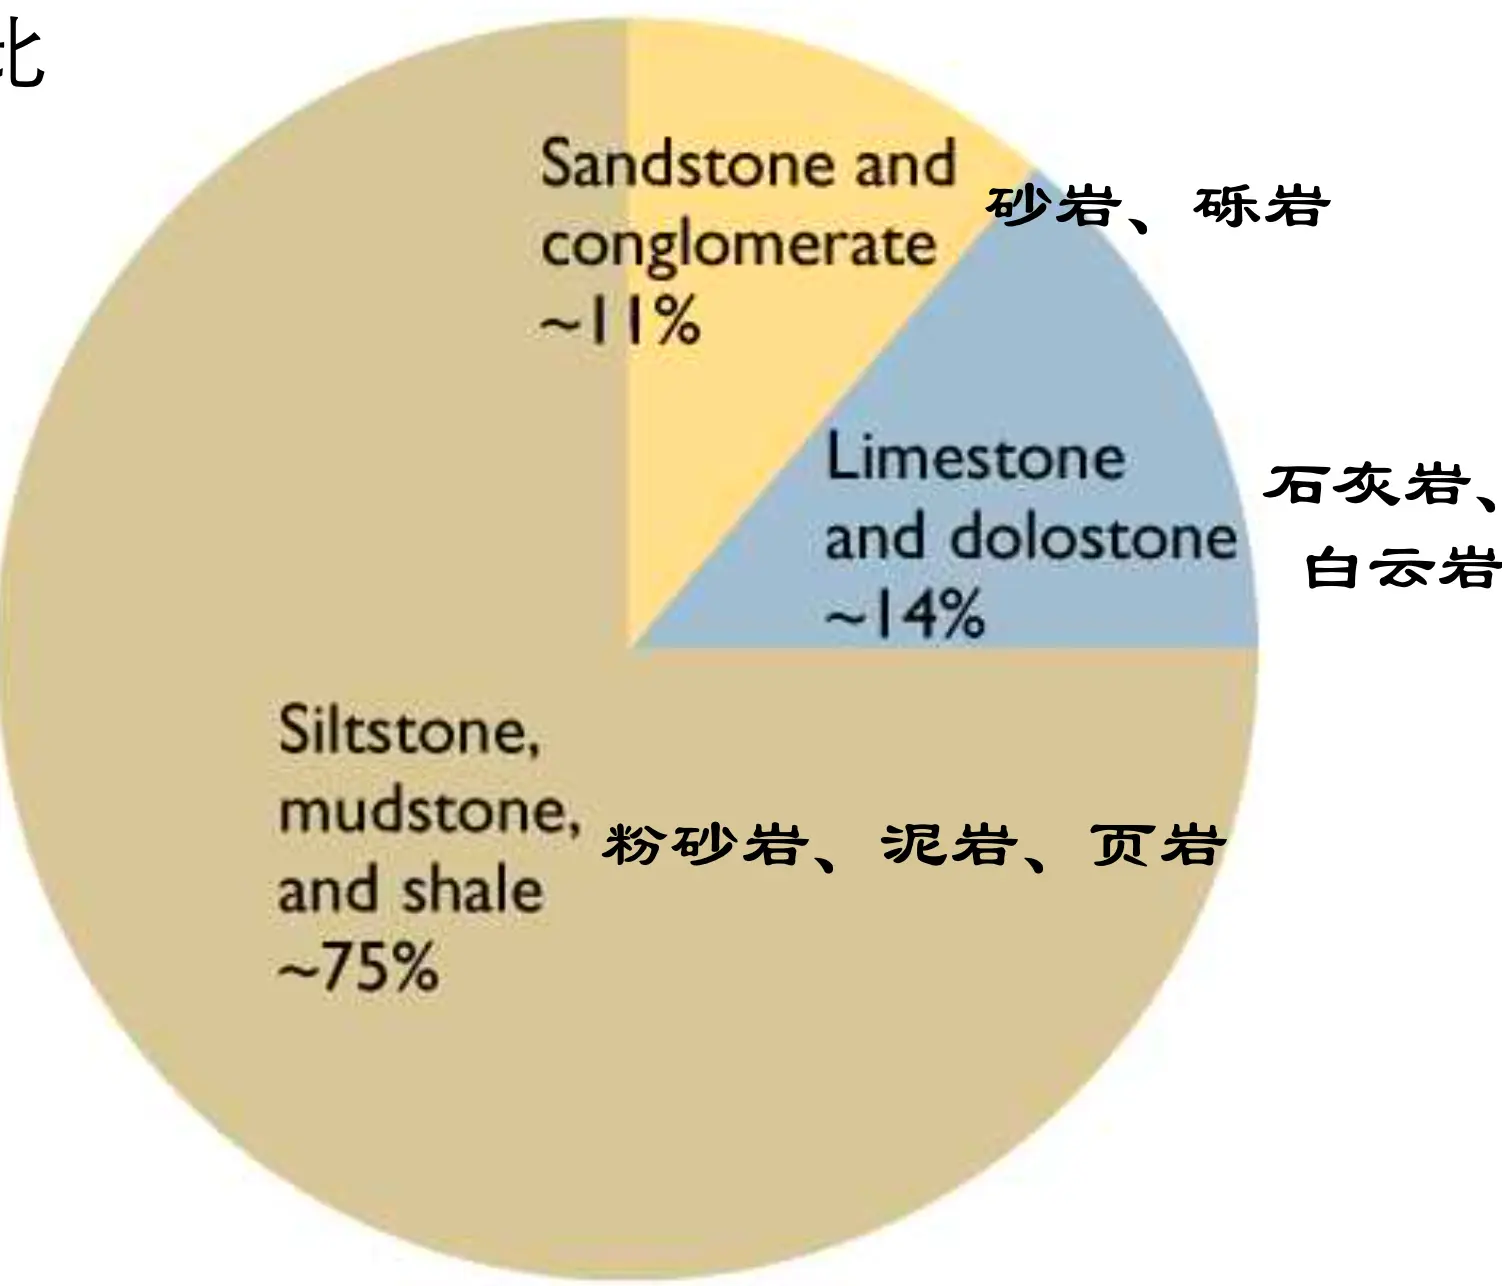 比
Sandstone and
conglomerate
~11%
砂岩、砾岩
Limestone
and dolostone
~14%
石灰岩、
白云岩
Siltstone,
mudstone,
and shale
~75%
粉砂岩、泥岩、页岩